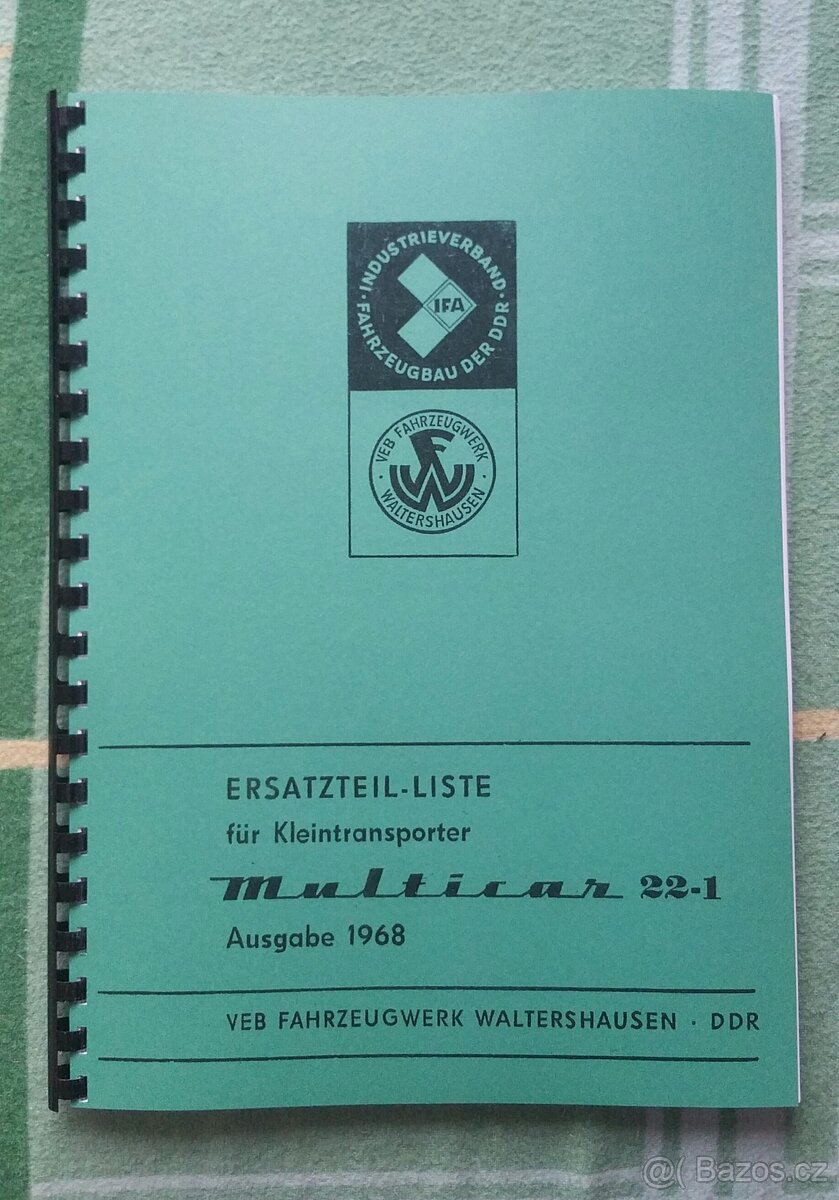 · INDUSTRIEVERBAND ·
FAHRZEUGBAU DER DDR
IFA
VEB FAHRZEUGWERK
· WALTERSHAUSEN ·
FW
ERSATZTEIL-LISTE
für Kleintransporter
Multicar 22-1
Ausgabe 1968
VEB FAHRZEUGWERK WALTERSHAUSEN · DDR
@( Bazos.cz